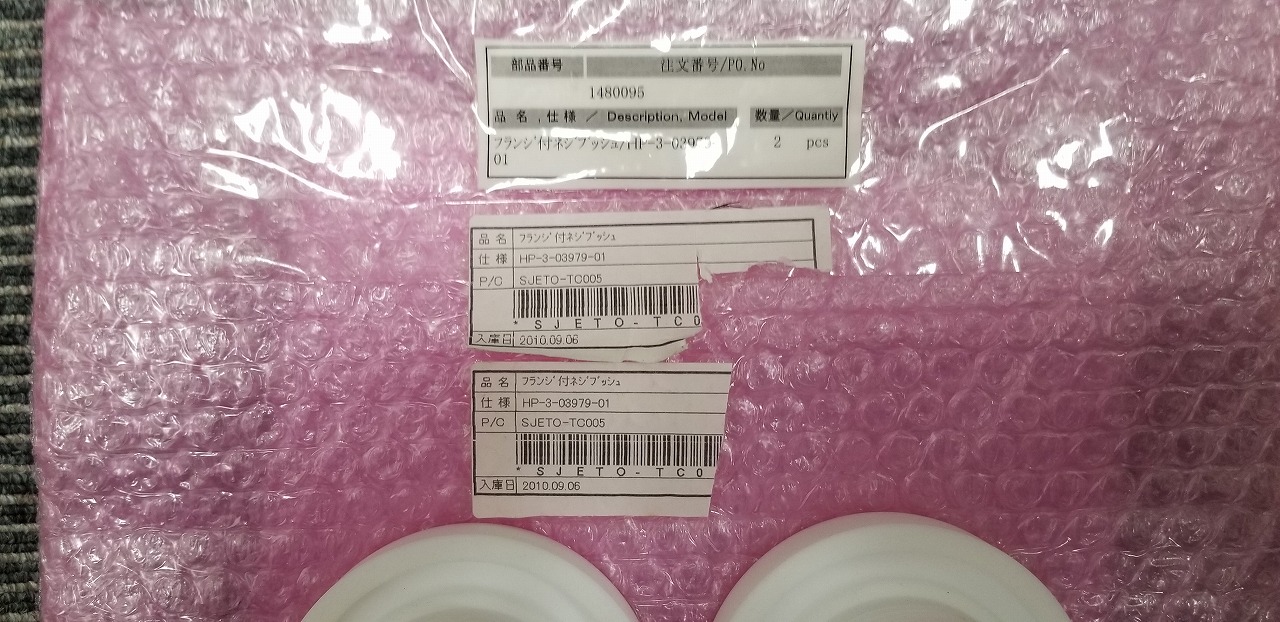 部品番号 注文番号/PO.No
1480095
品 名 ,仕 様 / Description, Model 数量/Quantiy
フランジ付ネジブッシュ/HP-3-03979- 2 pcs
01
品 名 フランジ付ネジブッシュ
仕 様 HP-3-03979-01
P/C SJETO-TC005
* S J E T O - T C 0
入庫日 2010.09.06
品 名 フランジ付ネジブッシュ
仕 様 HP-3-03979-01
P/C SJETO-TC005
* S J E T O - T C 0
入庫日 2010.09.06